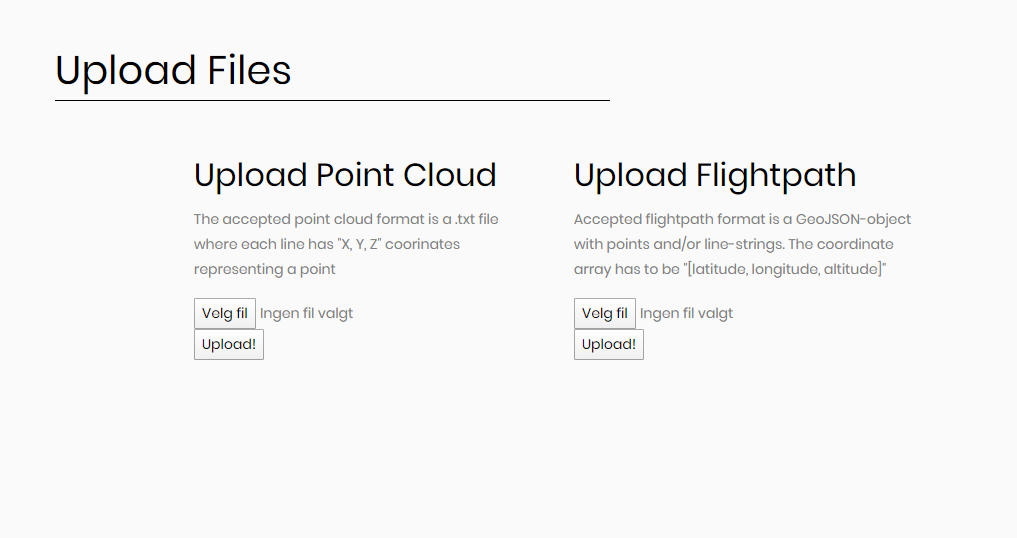 Upload Files
Upload Point Cloud
The accepted point cloud format is a .txt file
where each line has "X, Y, Z" coorinates
representing a point
Velg fil Ingen fil valgt
Upload!
Upload Flightpath
Accepted flightpath format is a GeoJSON-object
with points and/or line-strings. The coordinate
array has to be "[latitude, longitude, altitude]"
Velg fil Ingen fil valgt
Upload!